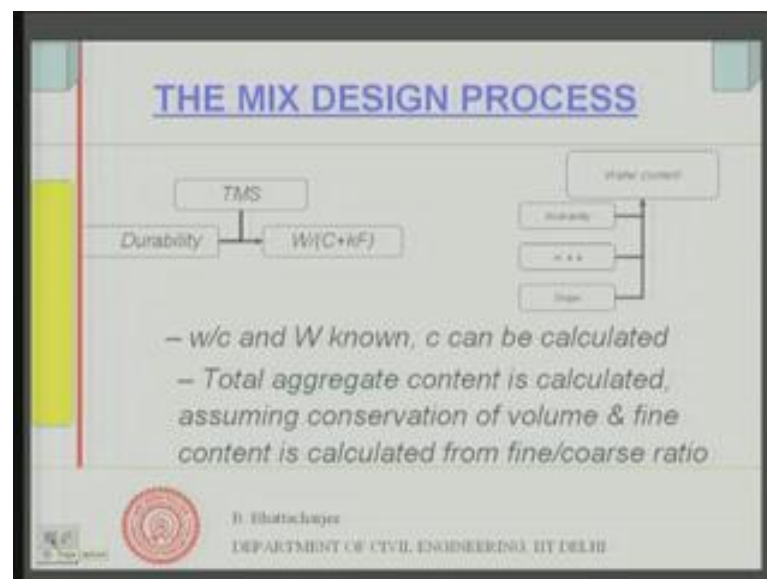 THE MIX DESIGN PROCESS
TMS
Durability
W/(C+kF)
Water content
Workability
M S A
Shape
– w/c and W known, c can be calculated
– Total aggregate content is calculated,
assuming conservation of volume & fine
content is calculated from fine/coarse ratio
B. Bhattacharjee
DEPARTMENT OF CIVIL ENGINEERING, IIT DELHI